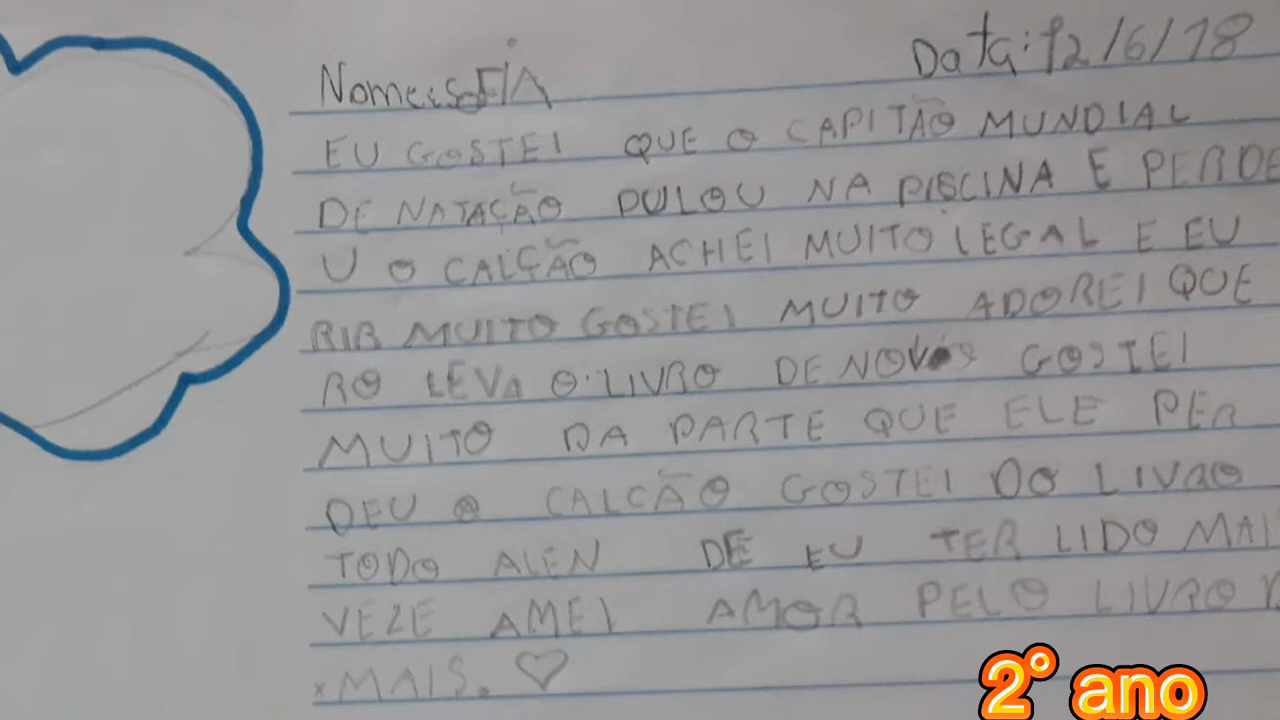 Nome: SOFIA Data: 12/6/18
EU GOSTEI QUE O CAPITÃO MUNDIAL
DE NATAÇÃO PULOU NA PISCINA E PERDE
U O CALÇÃO ACHEI MUITO LEGAL E EU
RIR MUITO GOSTEI MUITO ADOREI QUE
RO LEVA O LIVRO DE NOVO GOSTEI
MUITO DA PARTE QUE ELE PER
DEU O CALCÃO GOSTEI DO LIVRO
TODO ALEN DE EU TER LIDO MAI
VEZE AMEI AMOR PELO LIVRO
MAIS. ♡
2° ano